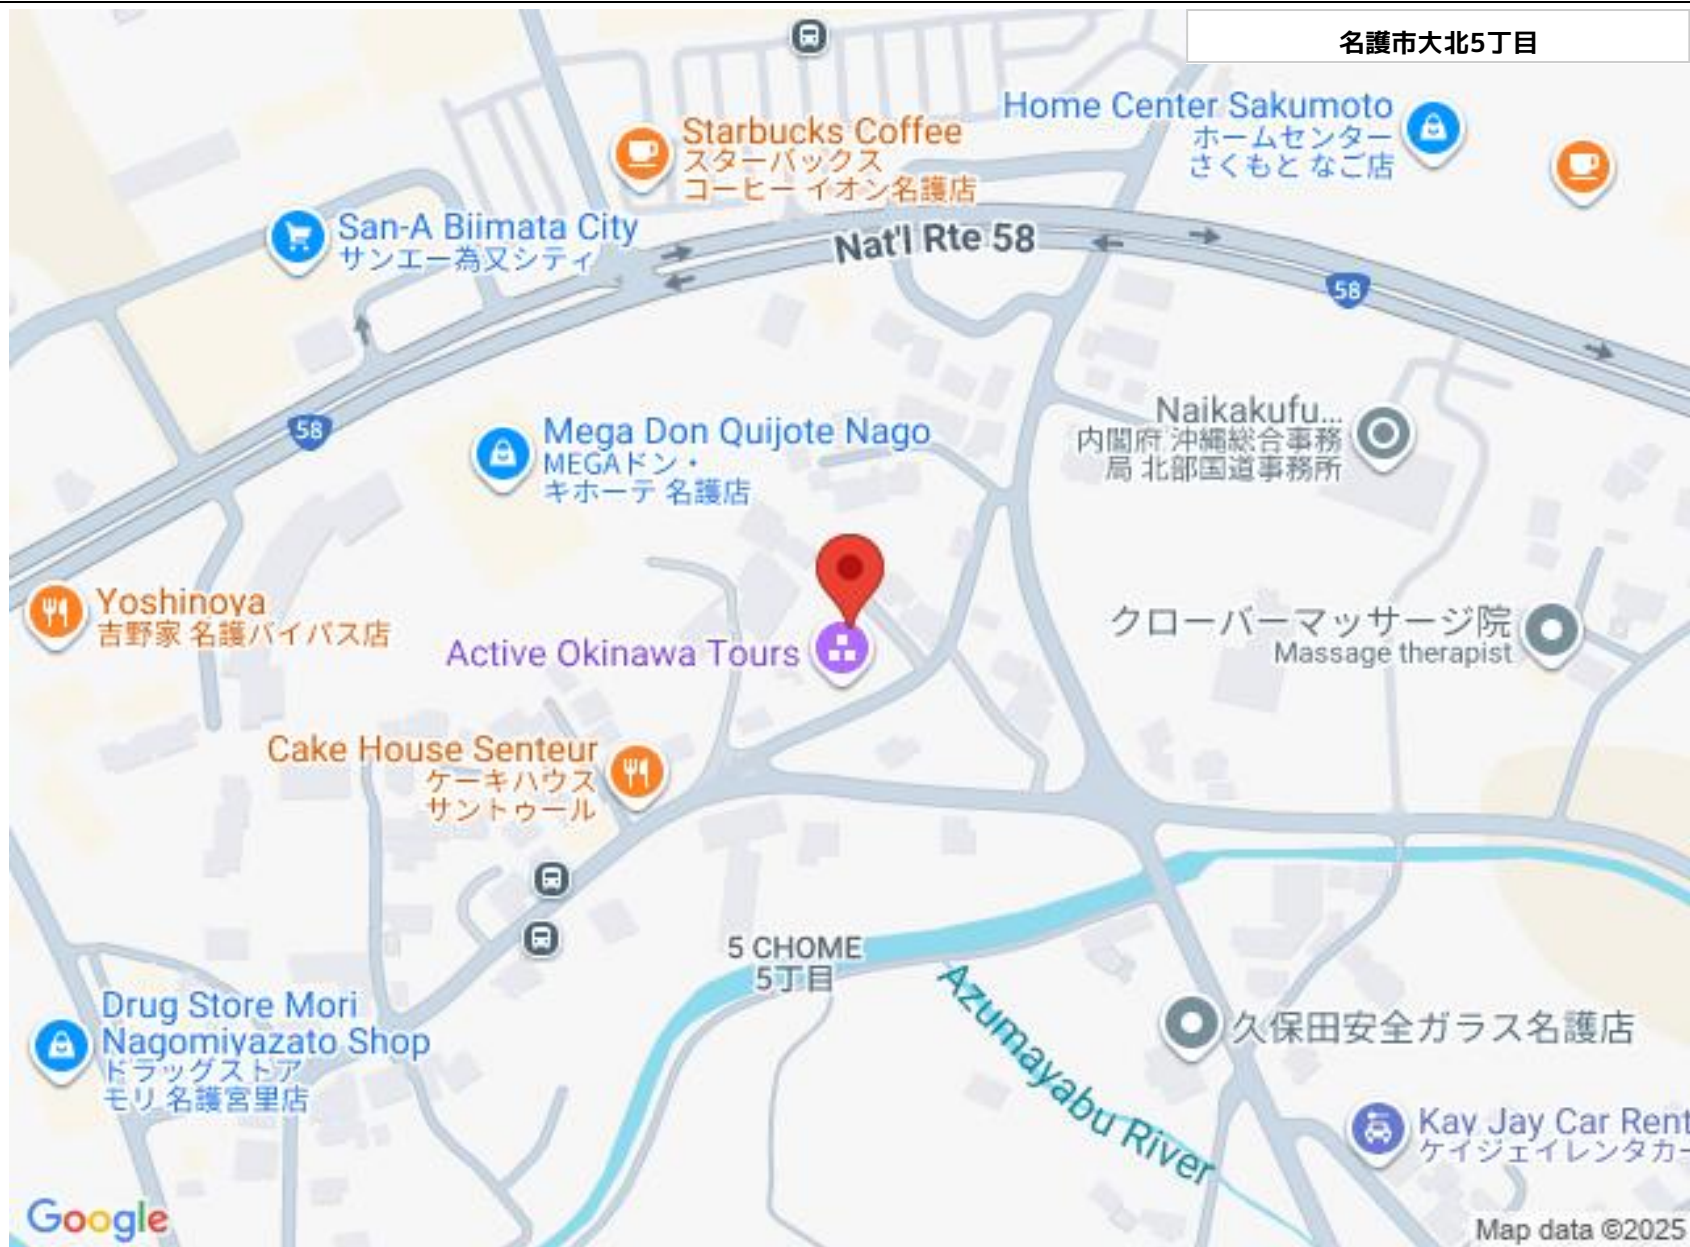 名護市大北5丁目
Home Center Sakumoto
ホームセンター
さくもと なご店
Starbucks Coffee
スターバックス
コーヒー イオン名護店
San-A Biimata City
サンエー為又シティ
Nat'l Rte 58
58
58
Mega Don Quijote Nago
MEGAドン・
キホーテ 名護店
Naikakufu...
内閣府 沖縄総合事務
局 北部国道事務所
Yoshinoya
吉野家 名護バイパス店
Active Okinawa Tours
クローバーマッサージ院
Massage therapist
Cake House Senteur
ケーキハウス
サントゥール
5 CHOME
5丁目
Azumayabu River
Drug Store Mori
Nagomiyazato Shop
ドラッグストア
モリ 名護宮里店
久保田安全ガラス名護店
Kay Jay Car Rent
ケイジェイレンタカー
Google
Map data ©2025